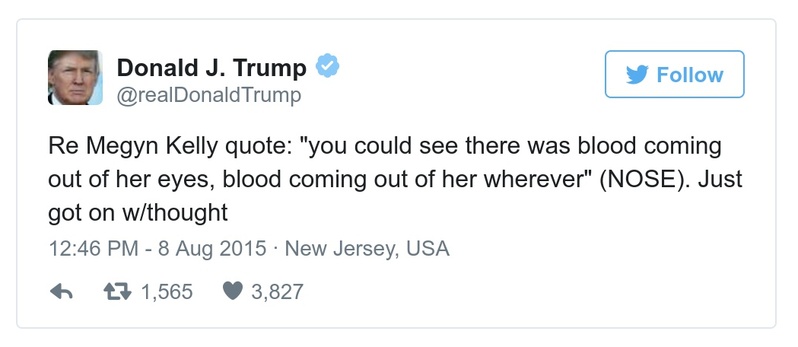 Donald J. Trump
@realDonaldTrump
Follow
Re Megyn Kelly quote: "you could see there was blood coming
out of her eyes, blood coming out of her wherever" (NOSE). Just
got on w/thought
12:46 PM - 8 Aug 2015 · New Jersey, USA
1,565 3,827